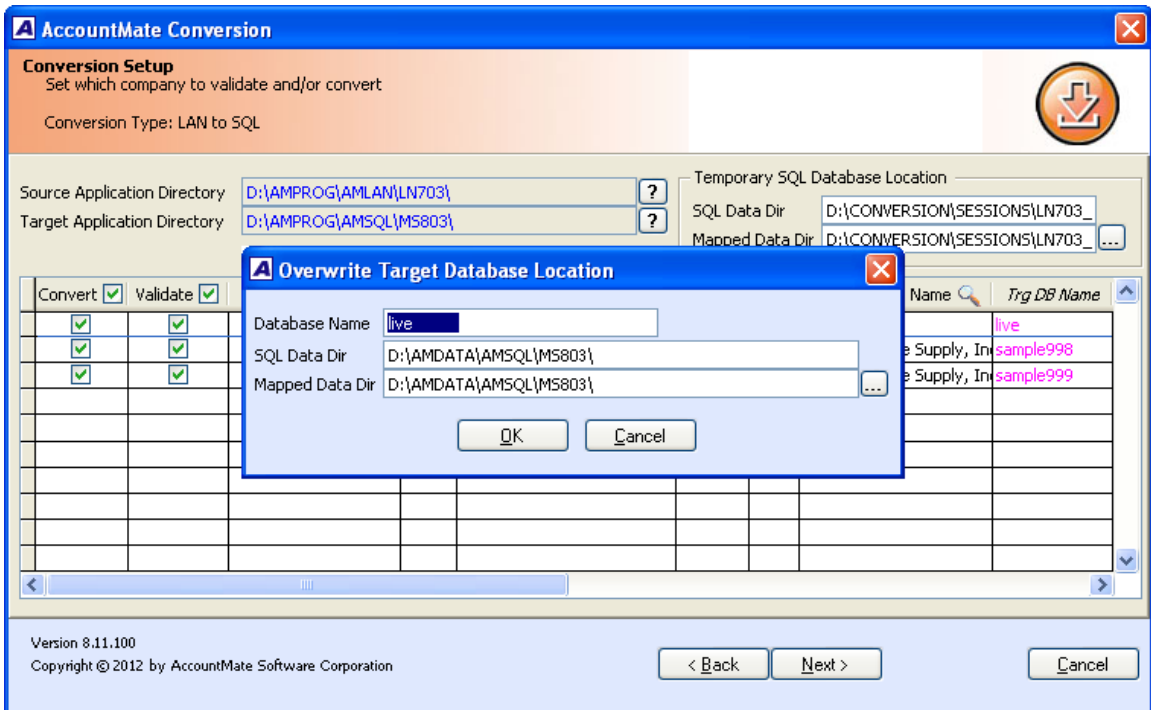 AccountMate Conversion
Conversion Setup
Set which company to validate and/or convert
Conversion Type: LAN to SQL
Source Application Directory D:\AMPROG\AMLAN\LN703\ ?
Target Application Directory D:\AMPROG\AMSQL\MS803\ ?
Temporary SQL Database Location
SQL Data Dir D:\CONVERSION\SESSIONS\LN703_
Mapped Data Dir D:\CONVERSION\SESSIONS\LN703_ ...
Overwrite Target Database Location
Database Name live
SQL Data Dir D:\AMDATA\AMSQL\MS803\
Mapped Data Dir D:\AMDATA\AMSQL\MS803\ ...
OK Cancel
Convert Validate Name Trg DB Name
live
e Supply, In sample998
e Supply, In sample999
Version 8.11.100
Copyright © 2012 by AccountMate Software Corporation
< Back Next > Cancel